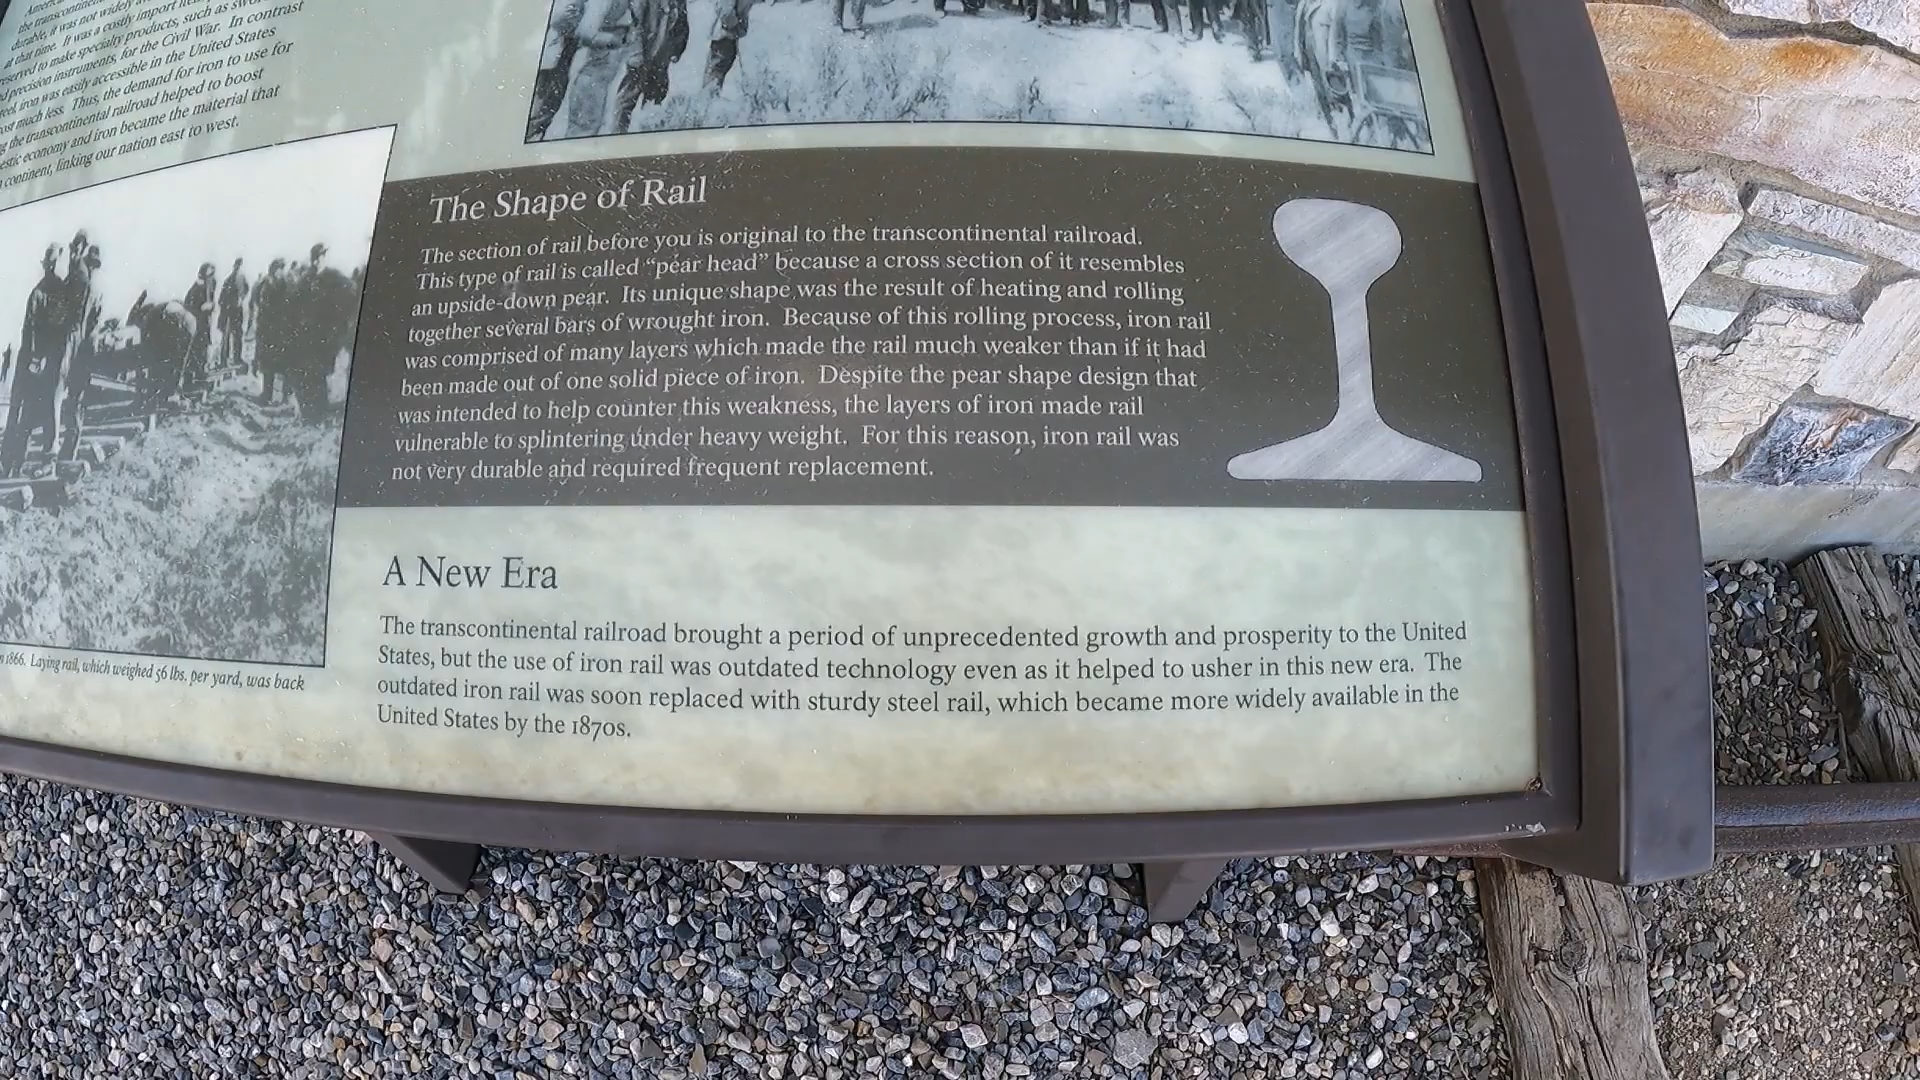 the transcontinental
durable, it was not widely
at that time. It was a costly import
reserved to make specialty products, such as
precision instruments, for the Civil War. In contrast
iron was easily accessible in the United States
much less. Thus, the demand for iron to use for
the transcontinental railroad helped to boost
economy and iron became the material that
continent, linking our nation east to west.
The Shape of Rail
The section of rail before you is original to the transcontinental railroad.
This type of rail is called “pear head” because a cross section of it resembles
an upside-down pear. Its unique shape was the result of heating and rolling
together several bars of wrought iron. Because of this rolling process, iron rail
was comprised of many layers which made the rail much weaker than if it had
been made out of one solid piece of iron. Despite the pear shape design that
was intended to help counter this weakness, the layers of iron made rail
vulnerable to splintering under heavy weight. For this reason, iron rail was
not very durable and required frequent replacement.
A New Era
The transcontinental railroad brought a period of unprecedented growth and prosperity to the United
States, but the use of iron rail was outdated technology even as it helped to usher in this new era. The
outdated iron rail was soon replaced with sturdy steel rail, which became more widely available in the
United States by the 1870s.
1866. Laying rail, which weighed 56 lbs. per yard, was back